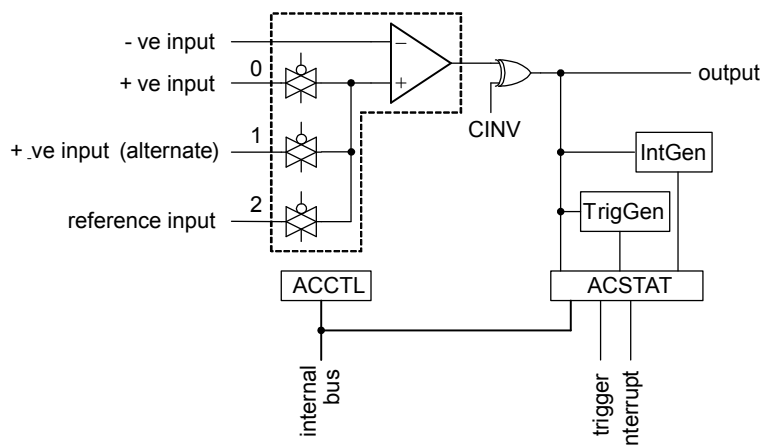 - ve input
0
+ ve input
output
CINV
1
+ ve input (alternate)
IntGen
2
reference input
TrigGen
ACCTL
ACSTAT
internal
bus
trigger
nterrupt
−
+